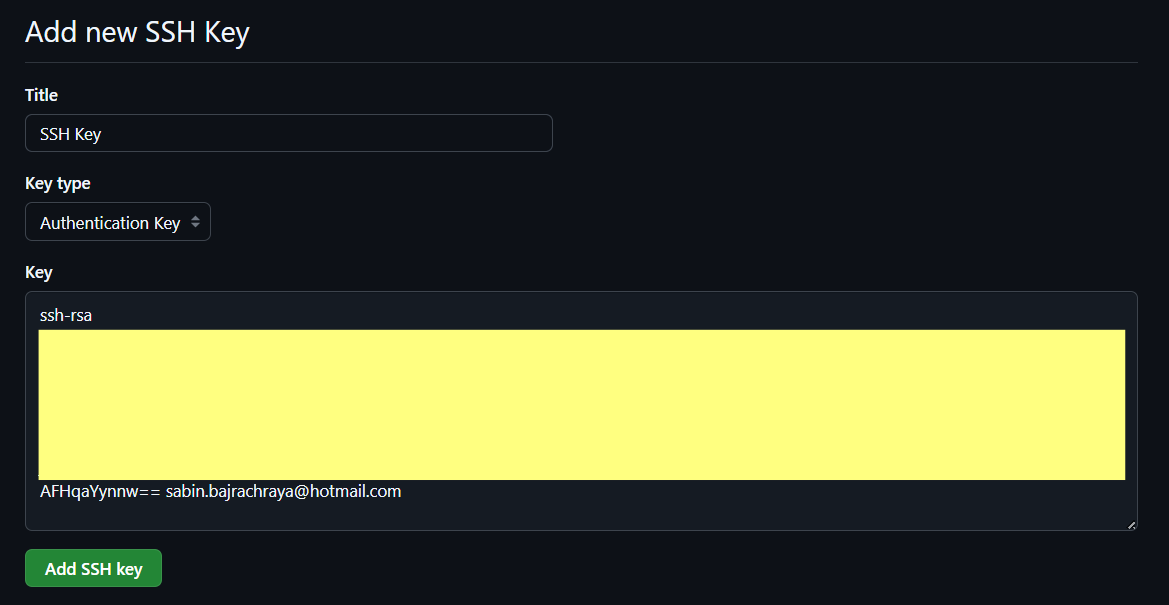 Add new SSH Key
Title
SSH Key
Key type
Authentication Key
Key
ssh-rsa
AFHqaYynnw== sabin.bajrachraya@hotmail.com
Add SSH key